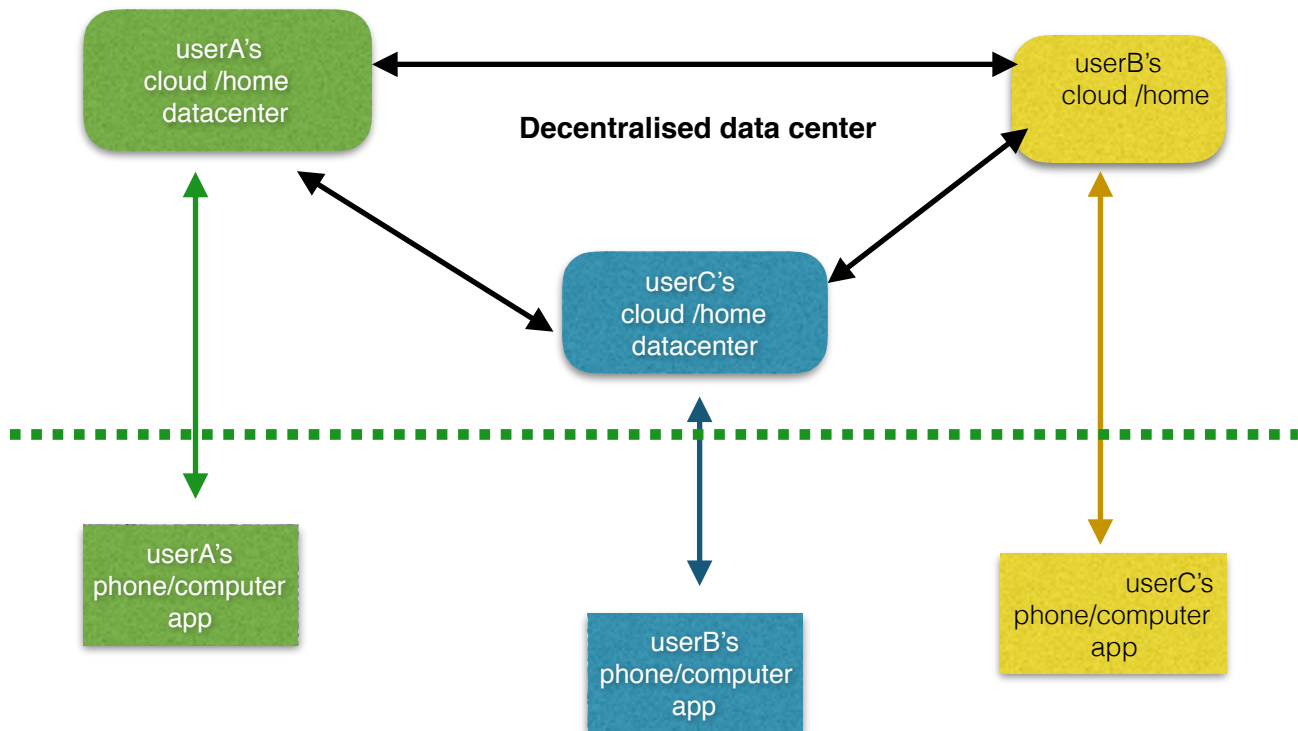 userA's
cloud /home
datacenter
userB's
cloud /home
Decentralised data center
userC's
cloud /home
datacenter
userA's
phone/computer
app
userB's
phone/computer
app
userC's
phone/computer
app